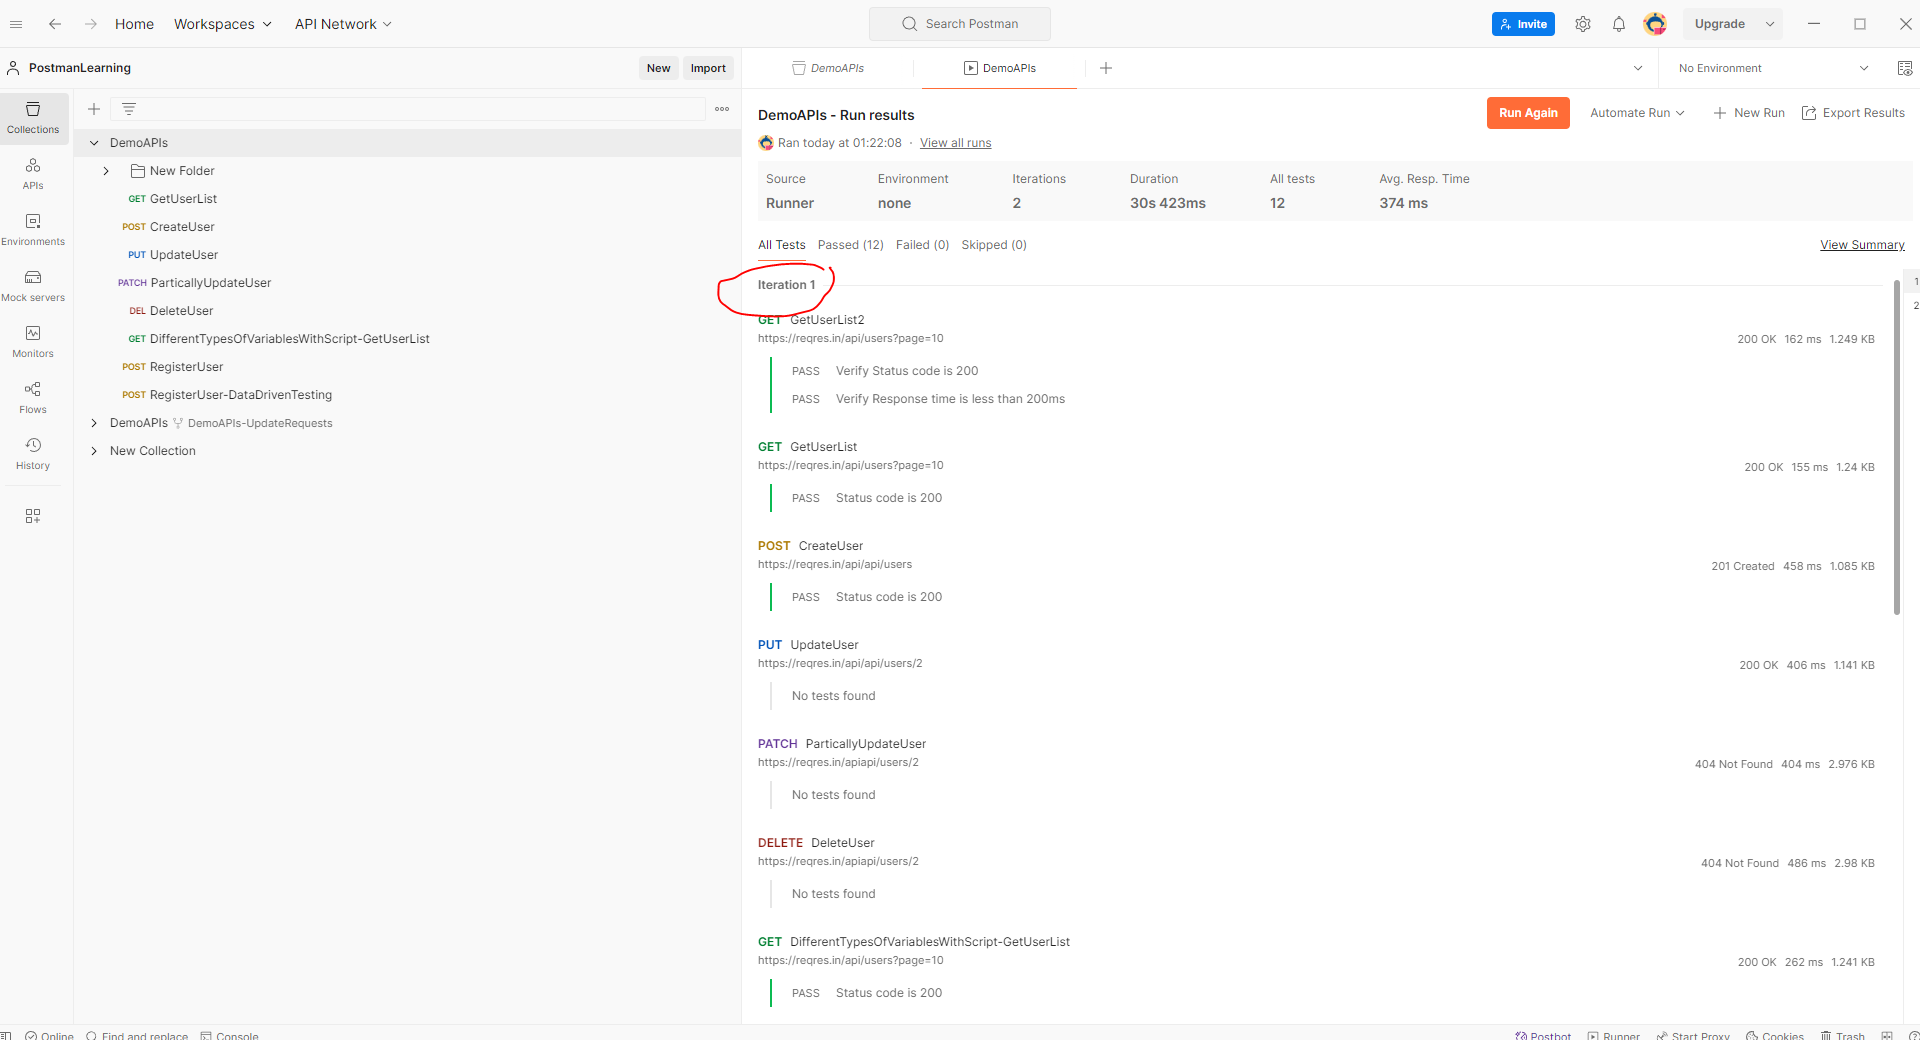 Home Workspaces API Network Search Postman Invite Upgrade
PostmanLearning New Import DemoAPIs DemoAPIs No Environment
Collections
APIs
Environments
Mock servers
Monitors
Flows
History
DemoAPIs
New Folder
GET GetUserList
POST CreateUser
PUT UpdateUser
PATCH ParticallyUpdateUser
DEL DeleteUser
GET DifferentTypesOfVariablesWithScript-GetUserList
POST RegisterUser
POST RegisterUser-DataDrivenTesting
DemoAPIs DemoAPIs-UpdateRequests
New Collection
DemoAPIs - Run results Run Again Automate Run New Run Export Results
Ran today at 01:22:08 · View all runs
Source Environment Iterations Duration All tests Avg. Resp. Time
Runner none 2 30s 423ms 12 374 ms
All Tests Passed (12) Failed (0) Skipped (0) View Summary
Iteration 1
1
2
GET GetUserList2
https://reqres.in/api/users?page=10 200 OK 162 ms 1.249 KB
PASS Verify Status code is 200
PASS Verify Response time is less than 200ms
GET GetUserList
https://reqres.in/api/users?page=10 200 OK 155 ms 1.24 KB
PASS Status code is 200
POST CreateUser
https://reqres.in/api/api/users 201 Created 458 ms 1.085 KB
PASS Status code is 200
PUT UpdateUser
https://reqres.in/api/api/users/2 200 OK 406 ms 1.141 KB
No tests found
PATCH ParticallyUpdateUser
https://reqres.in/apiapi/users/2 404 Not Found 404 ms 2.976 KB
No tests found
DELETE DeleteUser
https://reqres.in/apiapi/users/2 404 Not Found 486 ms 2.98 KB
No tests found
GET DifferentTypesOfVariablesWithScript-GetUserList
https://reqres.in/api/users?page=10 200 OK 262 ms 1.241 KB
PASS Status code is 200
Online Find and replace Console Postbot Runner Start Proxy Cookies Trash